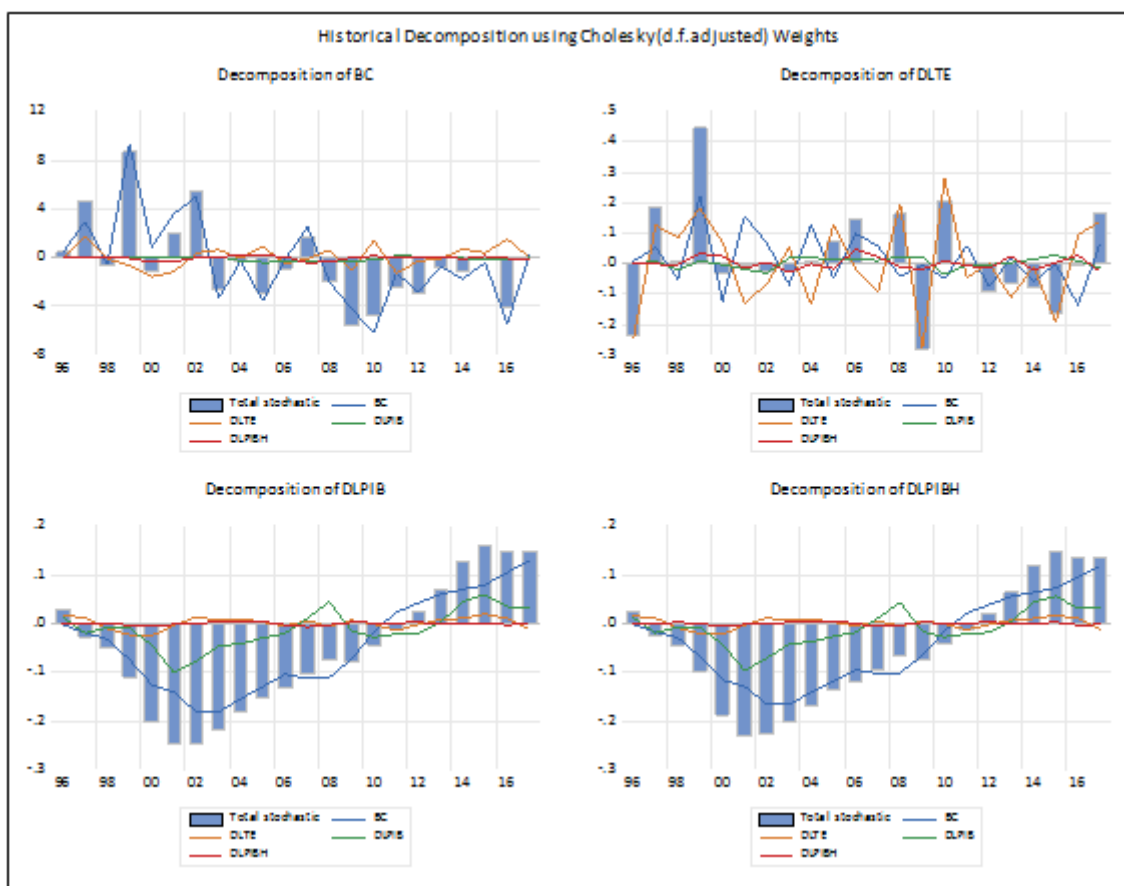 Historical Decomposition using Cholesky (d.f. adjusted) Weights
Decomposition of BC
12
8
4
0
-4
-8
96 98 00 02 04 06 08 10 12 14 16
Total stochastic BC
DLTE DLPIB
DLPIBH
Decomposition of DLTE
.5
.4
.3
.2
.1
.0
-.1
-.2
-.3
96 98 00 02 04 06 08 10 12 14 16
Total stochastic BC
DLTE DLPIB
DLPIBH
Decomposition of DLPIB
.2
.1
.0
-.1
-.2
-.3
96 98 00 02 04 06 08 10 12 14 16
Total stochastic BC
DLTE DLPIB
DLPIBH
Decomposition of DLPIBH
.2
.1
.0
-.1
-.2
-.3
96 98 00 02 04 06 08 10 12 14 16
Total stochastic BC
DLTE DLPIB
DLPIBH